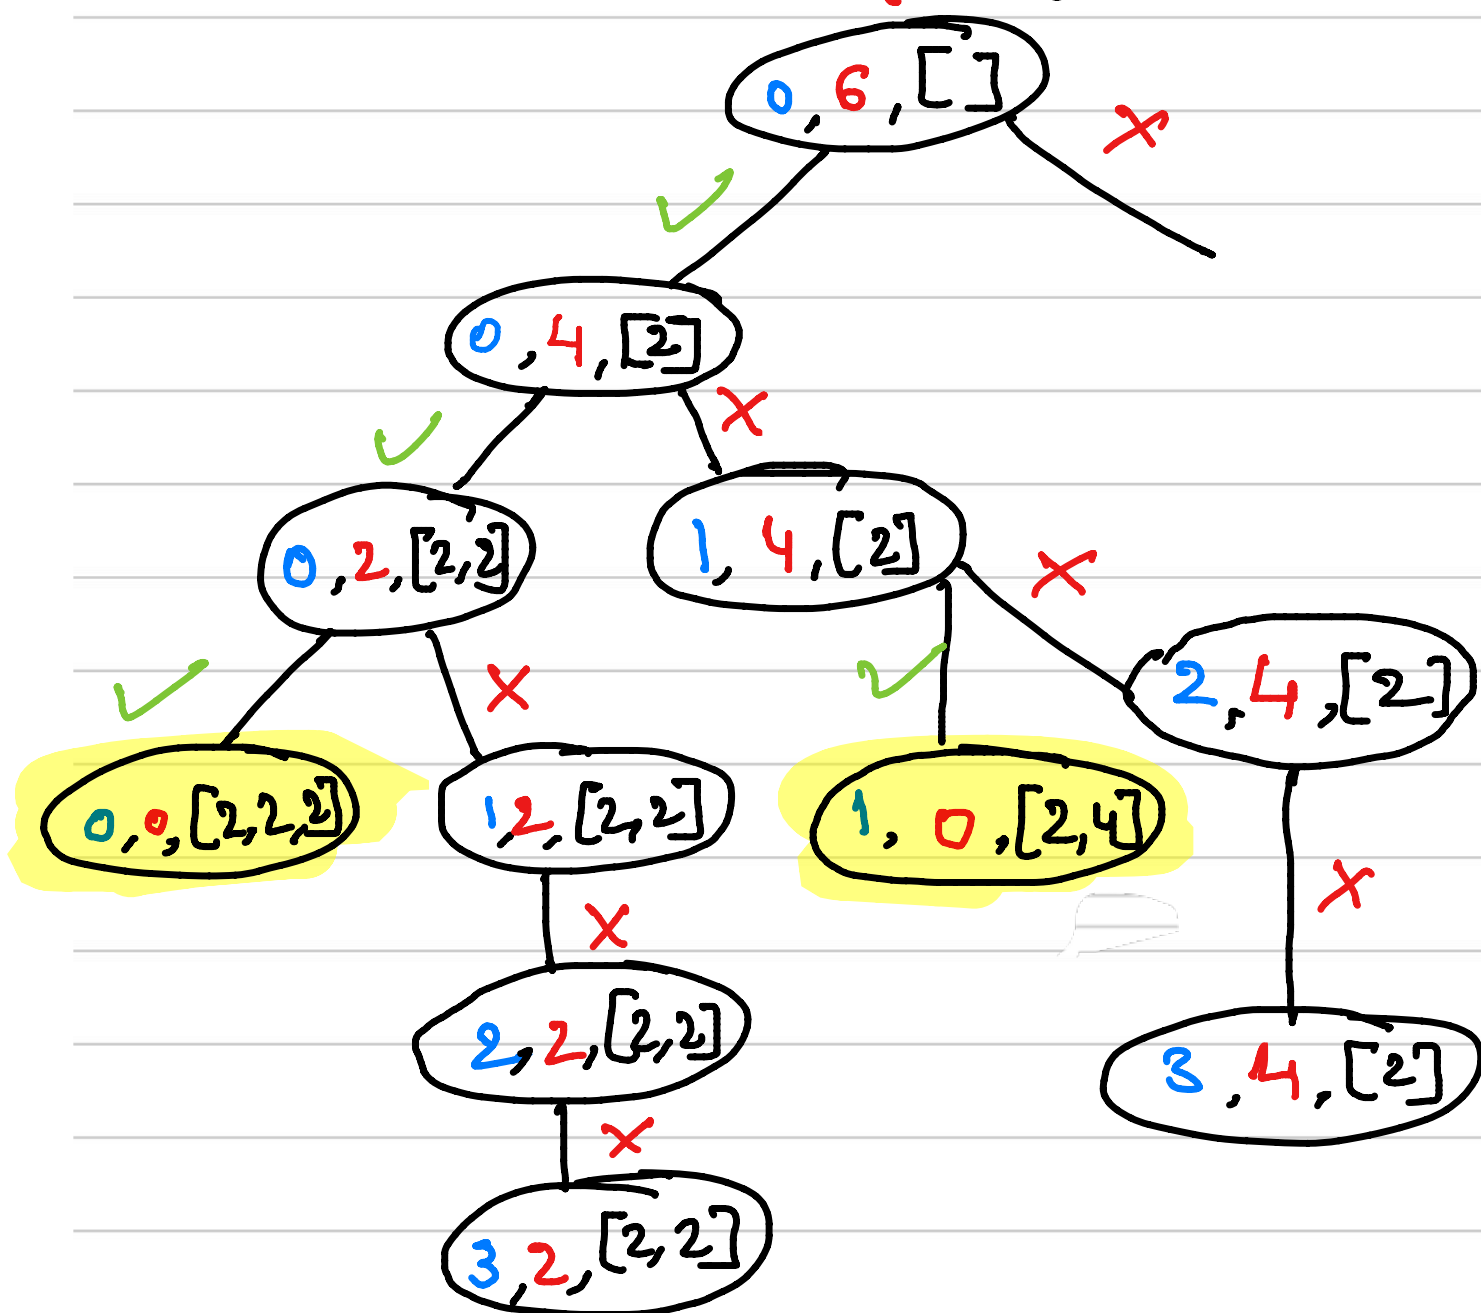 0, 6, [ ]
0, 4, [2]
0, 2, [2,2]
1, 4, [2]
2, 4, [2]
0, 0, [2,2,2]
1, 2, [2,2]
1, 0, [2,4]
2, 2, [2,2]
3, 4, [2]
3, 2, [2,2]